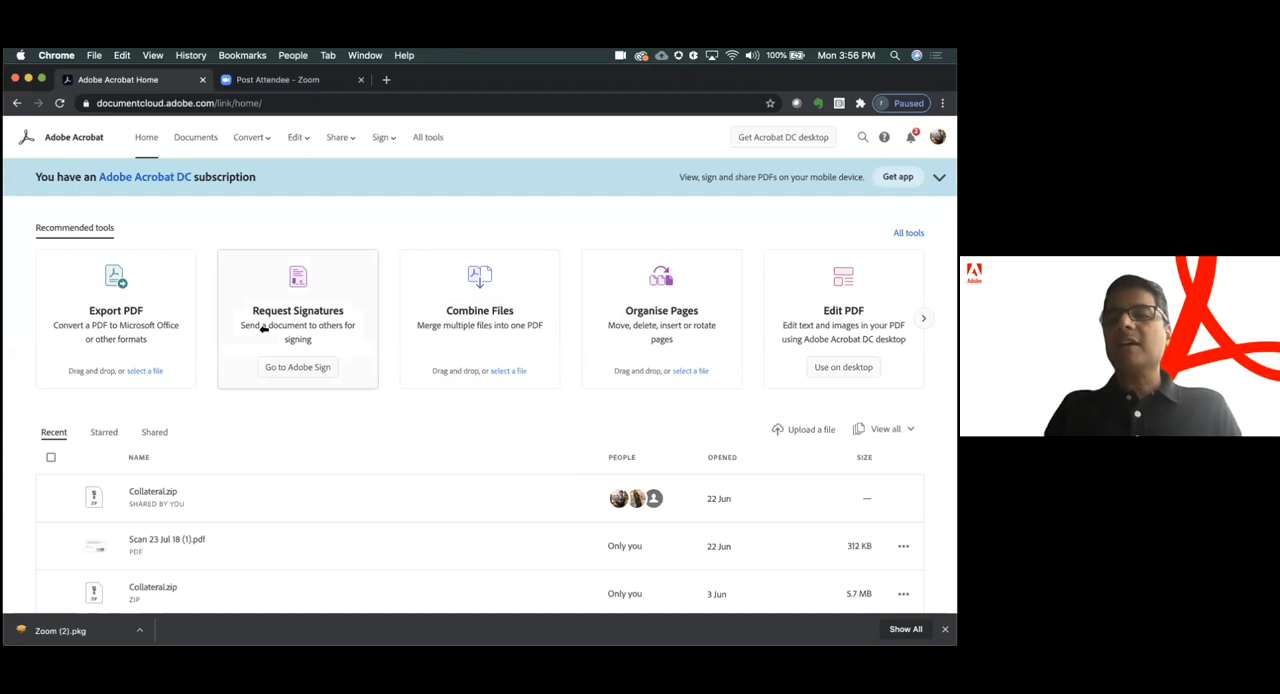 Chrome File Edit View History Bookmarks People Tab Window Help 100% Mon 3:56 PM
Adobe Acrobat Home Post Attendee - Zoom
documentcloud.adobe.com/link/home/ r Paused
Adobe Acrobat Home Documents Convert Edit Share Sign All tools Get Acrobat DC desktop 2
You have an Adobe Acrobat DC subscription View, sign and share PDFs on your mobile device. Get app
Recommended tools
All tools
Export PDF
Convert a PDF to Microsoft Office
or other formats
Drag and drop, or select a file
Request Signatures
Send a document to others for
signing
Go to Adobe Sign
Combine Files
Merge multiple files into one PDF
Drag and drop, or select a file
Organise Pages
Move, delete, insert or rotate
pages
Drag and drop, or select a file
Edit PDF
Edit text and images in your PDF
using Adobe Acrobat DC desktop
Use on desktop
Recent Starred Shared Upload a file View all
NAME PEOPLE OPENED SIZE
Collateral.zip
SHARED BY YOU
22 Jun —
ZIP
Scan 23 Jul 18 (1).pdf
PDF
Only you 22 Jun 312 KB
Collateral.zip
ZIP
Only you 3 Jun 5.7 MB
ZIP
Zoom (2).pkg Show All
Adobe